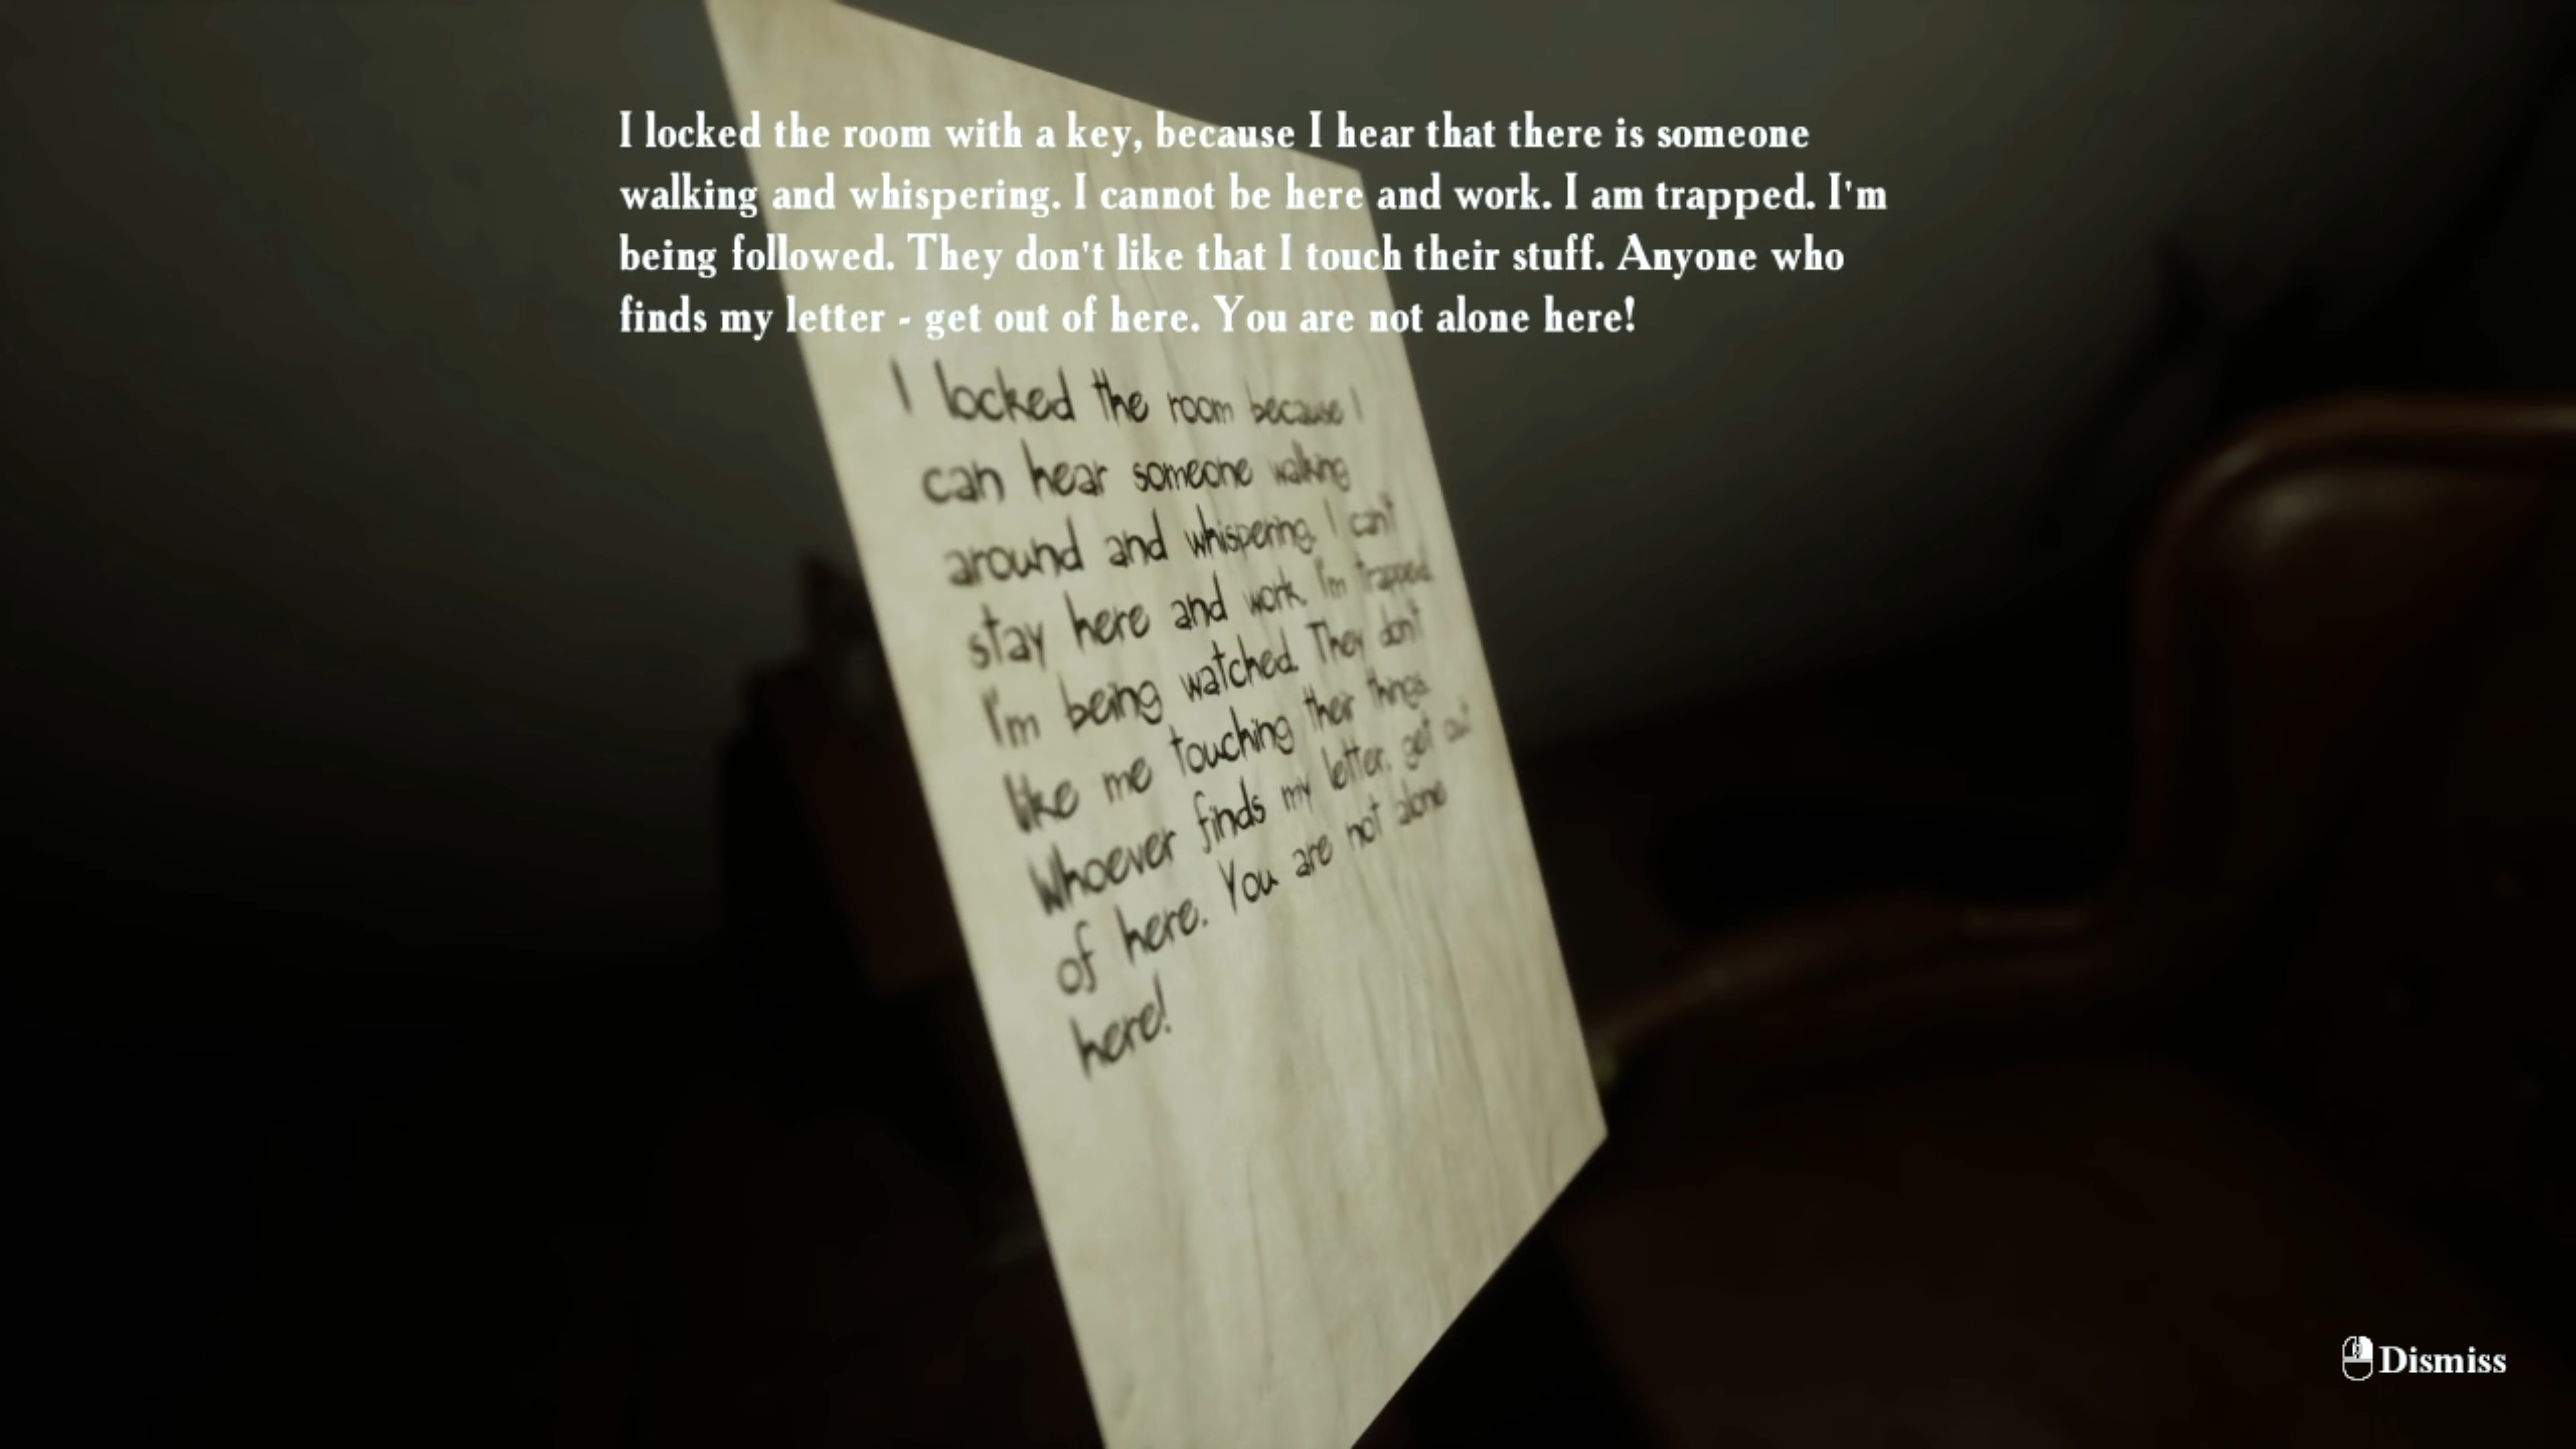 I locked the room with a key, because I hear that there is someone
walking and whispering. I cannot be here and work. I am trapped. I'm
being followed. They don't like that I touch their stuff. Anyone who
finds my letter - get out of here. You are not alone here!
I locked the room because I
can hear someone walking
around and whispering. I can't
stay here and work. I'm trapped.
I'm being watched. They don't
like me touching their things.
Whoever finds my letter, get out
of here. You are not alone
here!
Dismiss